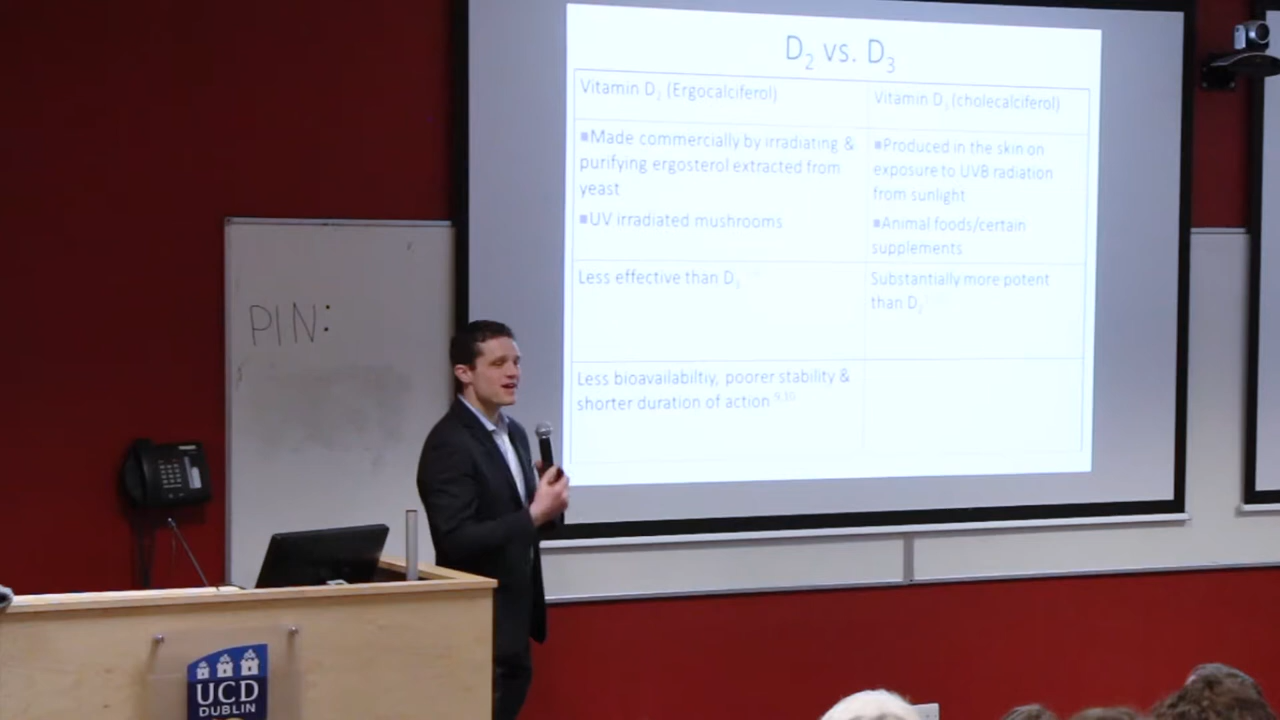 D₂ vs. D₃
Vitamin D₂ (Ergocalciferol)
Vitamin D₃ (cholecalciferol)
▪Made commercially by irradiating &
purifying ergosterol extracted from
yeast
▪UV irradiated mushrooms
▪Produced in the skin on
exposure to UVB radiation
from sunlight
▪Animal foods/certain
supplements
Less effective than D₃
Substantially more potent
than D₂
Less bioavailabiltiy, poorer stability &
shorter duration of action ⁹,¹⁰
PIN:
UCD
DUBLIN